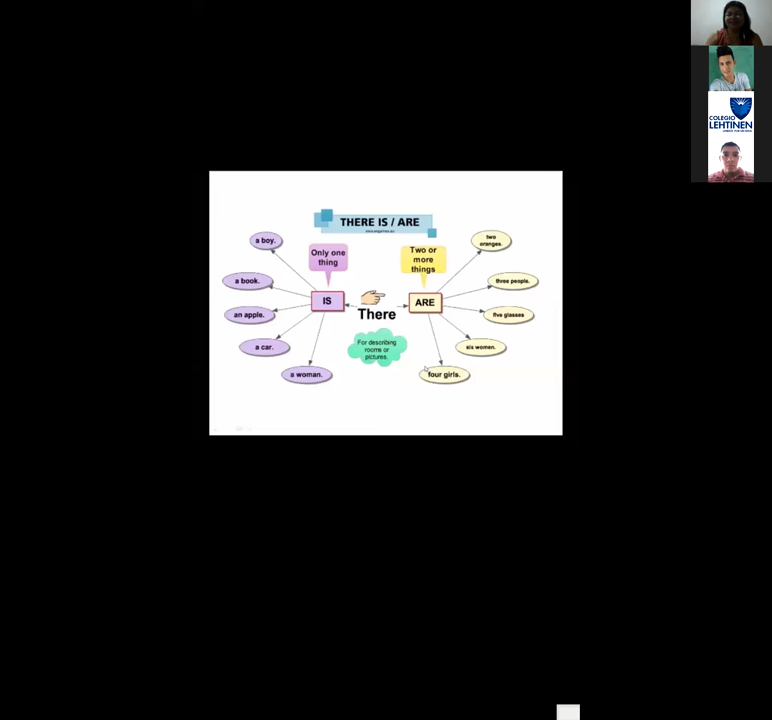 THERE IS / ARE
Only one
thing
Two or
more
things
a boy.
a book.
an apple.
a car.
a woman.
IS
There
ARE
For describing
rooms or
pictures.
two
oranges.
three people.
five glasses
six women.
four girls.
COLEGIO
LEHTINEN